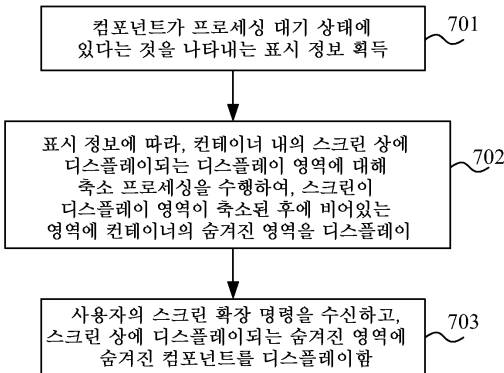 컴포넌트가 프로세싱 대기 상태에
있다는 것을 나타내는 표시 정보 획득
701
표시 정보에 따라, 컨테이너 내의 스크린 상에
디스플레이되는 디스플레이 영역에 대해
축소 프로세싱을 수행하여, 스크린이
디스플레이 영역이 축소된 후에 비어있는
영역에 컨테이너의 숨겨진 영역을 디스플레이
702
사용자의 스크린 확장 명령을 수신하고,
스크린 상에 디스플레이되는 숨겨진 영역에
숨겨진 컴포넌트를 디스플레이함
703